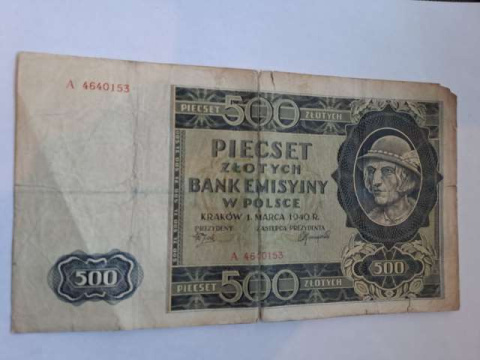 A 4640153
PIĘCSET 500 ZŁOTYCH
PIĘCSET
ZŁOTYCH
BANK EMISYJNY
W POLSCE
KRAKÓW 1. MARCA 1940 R.
PREZYDENT ZASTĘPCA PREZYDENTA
A 4640153
500
500
PIĘCSET 500 ZŁOTYCH